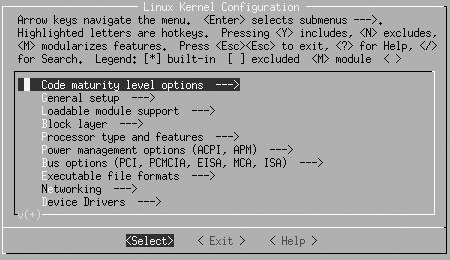 Linux Kernel Configuration
Arrow keys navigate the menu. <Enter> selects submenus --->.
Highlighted letters are hotkeys. Pressing <Y> includes, <N> excludes,
<M> modularizes features. Press <Esc><Esc> to exit, <?> for Help, </>
for Search. Legend: [*] built-in [ ] excluded <M> module < >
Code maturity level options --->
General setup --->
Loadable module support --->
Block layer --->
Processor type and features --->
Power management options (ACPI, APM) --->
Bus options (PCI, PCMCIA, EISA, MCA, ISA) --->
Executable file formats --->
Networking --->
Device Drivers --->
v(+)
<Select> < Exit > < Help >